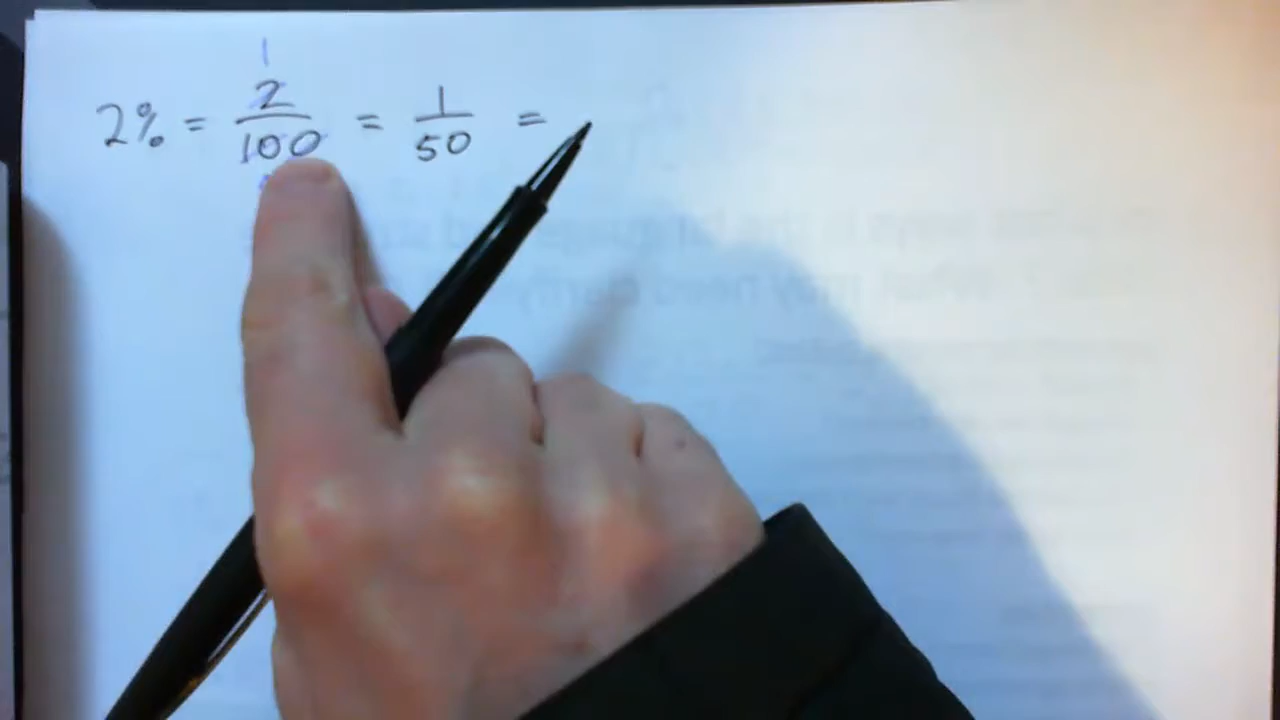 1
2% = 2/100 = 1/50 =